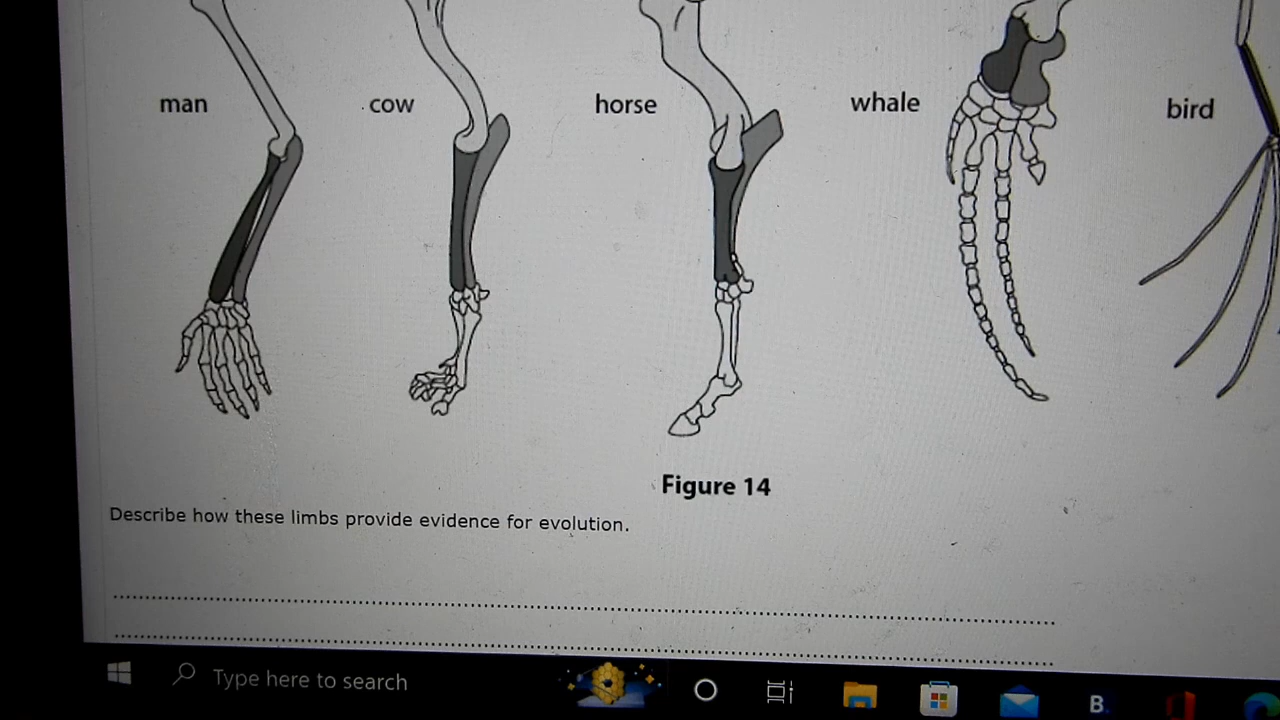 man
cow
horse
whale
bird
Figure 14
Describe how these limbs provide evidence for evolution.
Type here to search
B